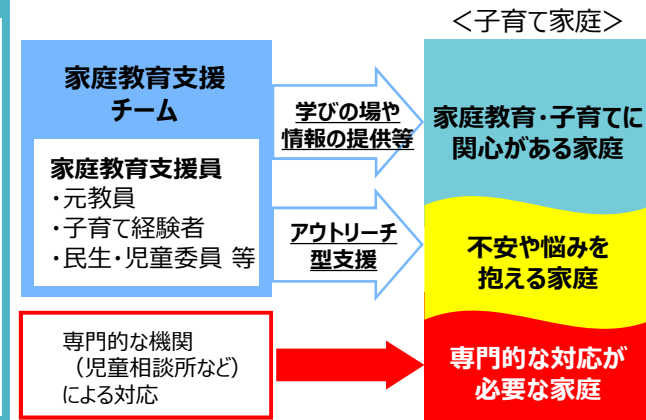 ＜子育て家庭＞
家庭教育支援
チーム
家庭教育支援員
・元教員
・子育て経験者
・民生・児童委員 等
学びの場や
情報の提供等
アウトリーチ
型支援
家庭教育・子育てに
関心がある家庭
不安や悩みを
抱える家庭
専門的な機関
（児童相談所など）
による対応
専門的な対応が
必要な家庭